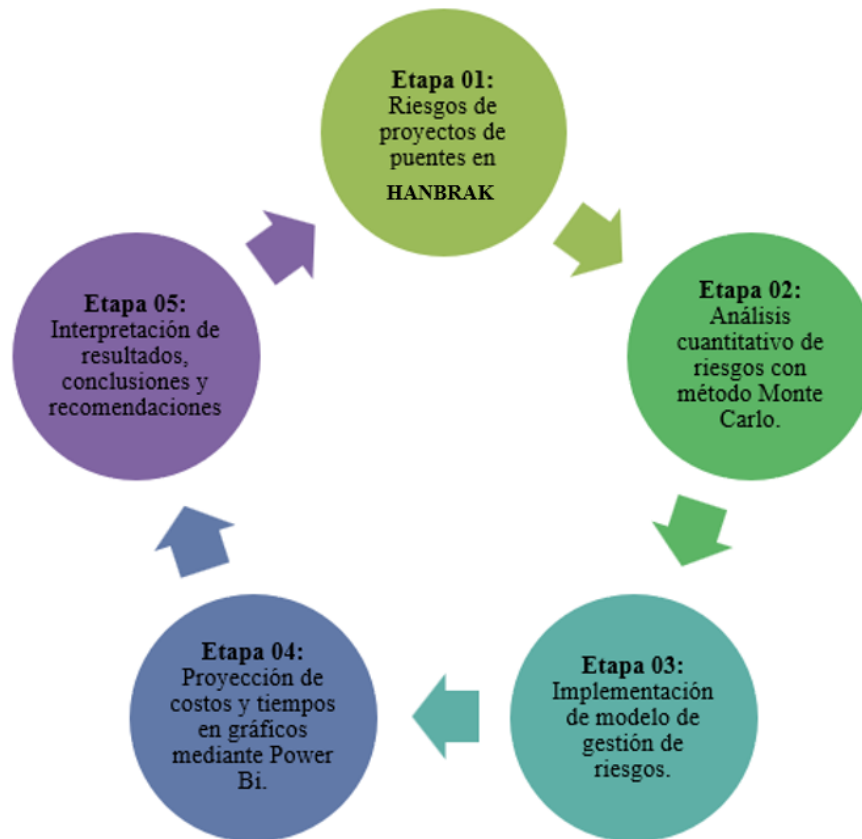 Etapa 01:
Riesgos de
proyectos de
puentes en
HANBRAK
Etapa 02:
Análisis
cuantitativo de
riesgos con
método Monte
Carlo.
Etapa 03:
Implementación
de modelo de
gestión de
riesgos.
Etapa 04:
Proyección de
costos y tiempos
en gráficos
mediante Power
Bi.
Etapa 05:
Interpretación de
resultados,
conclusiones y
recomendaciones